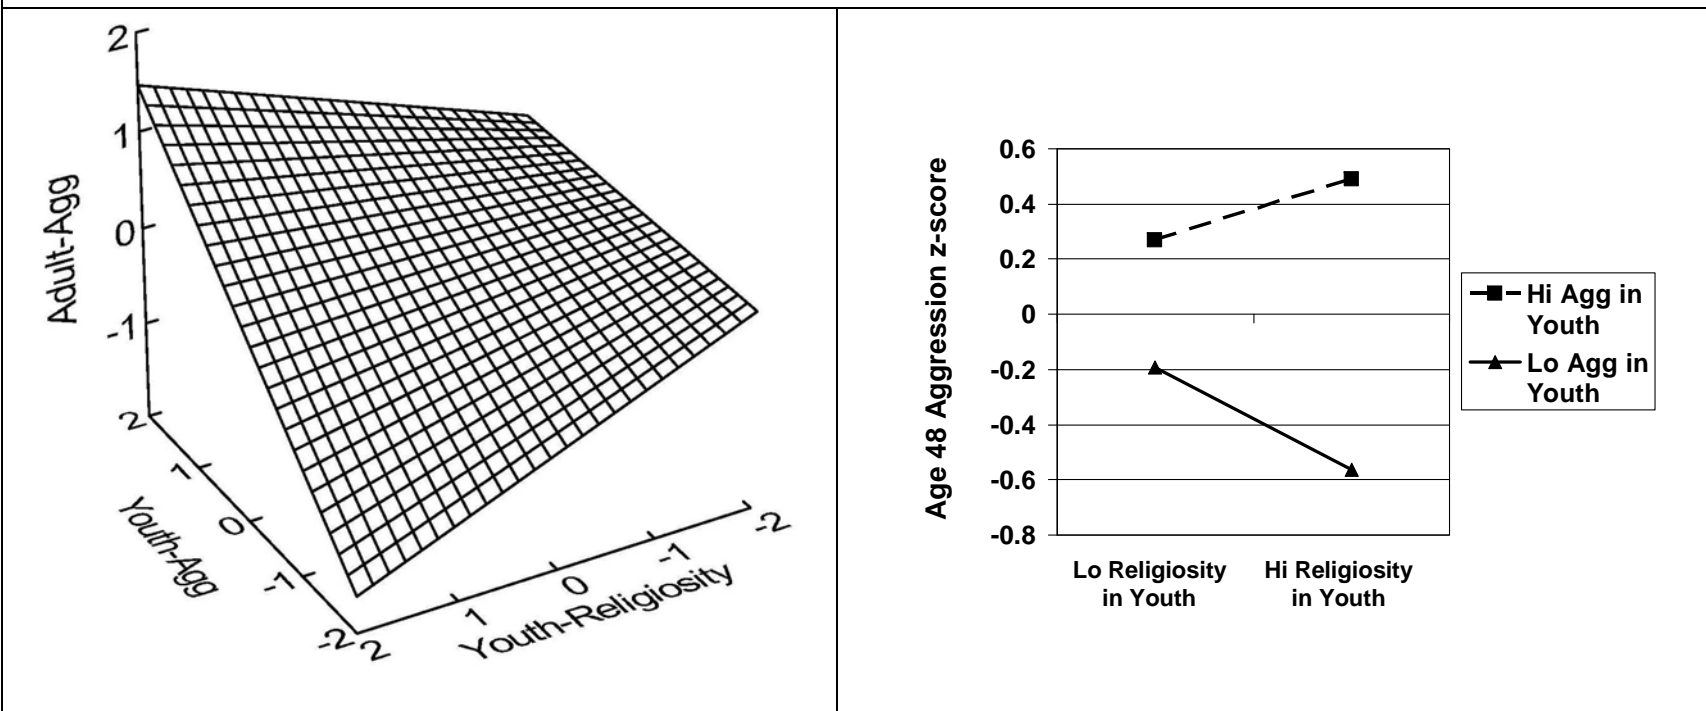 2
1
0
-1
Adult-Agg
2
1
0
-1
-2
Youth-Agg
2
1
0
-1
-2
Youth-Religiosity
Age 48 Aggression z-score
0.6
0.4
0.2
0
-0.2
-0.4
-0.6
-0.8
Lo Religiosity
in Youth
Hi Religiosity
in Youth
Hi Agg in
Youth
Lo Agg in
Youth